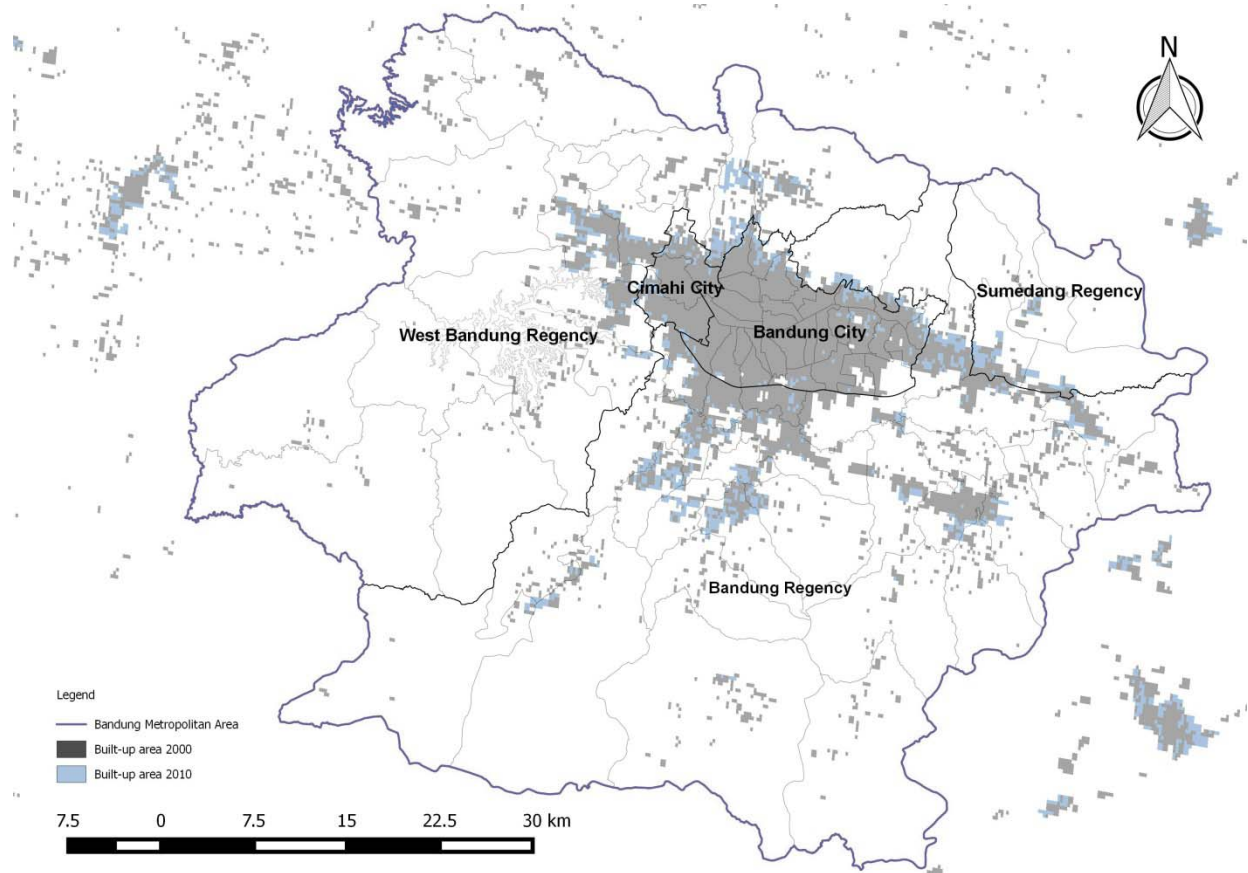 N
Cimahi City
Sumedang Regency
West Bandung Regency
Bandung City
Bandung Regency
Legend
Bandung Metropolitan Area
Built-up area 2000
Built-up area 2010
7.5 0 7.5 15 22.5 30 km